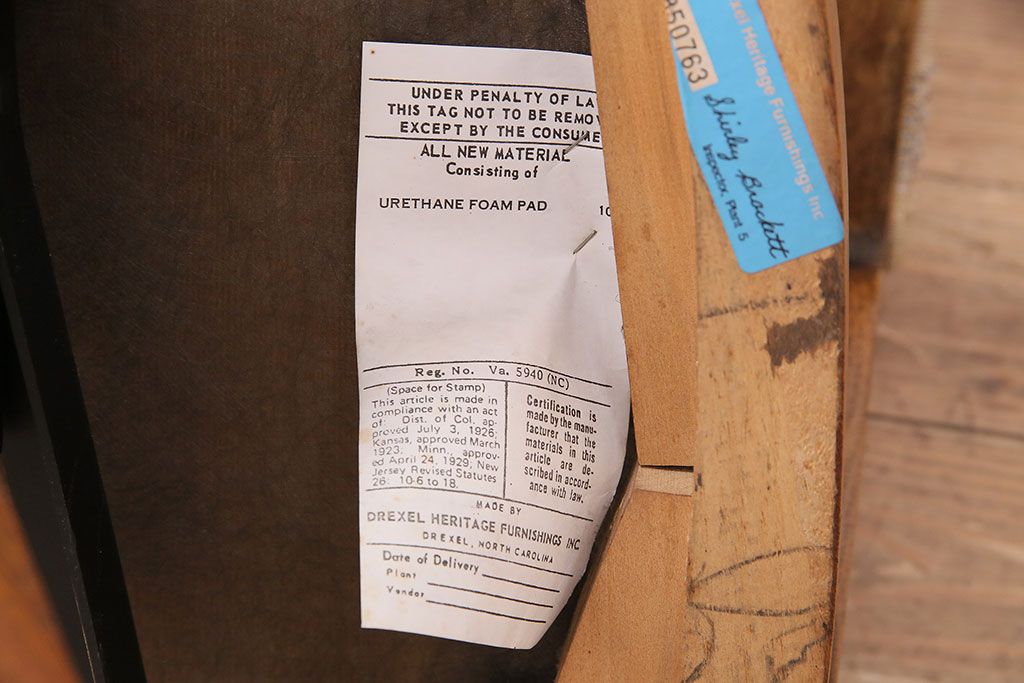 UNDER PENALTY OF LA
THIS TAG NOT TO BE REMOV
EXCEPT BY THE CONSUME
ALL NEW MATERIAL
Consisting of
URETHANE FOAM PAD 10
Reg. No. Va. 5940 (NC)
(Space for Stamp)
This article is made in
compliance with an act
of: Dist. of Col. ap-
proved July 3, 1926;
Kansas, approved March
1923; Minn., approv-
ed April 24, 1929; New
Jersey Revised Statutes
26: 10-6 to 18.
Certification is
made by the manu-
facturer that the
materials in this
article are de-
scribed in accord-
ance with law.
MADE BY
DREXEL HERITAGE FURNISHINGS INC
DREXEL, NORTH CAROLINA
Date of Delivery
Plant
Vendor
exel Heritage Furnishings Inc
50763
Shirley Brackett
Inspector, Plant 5